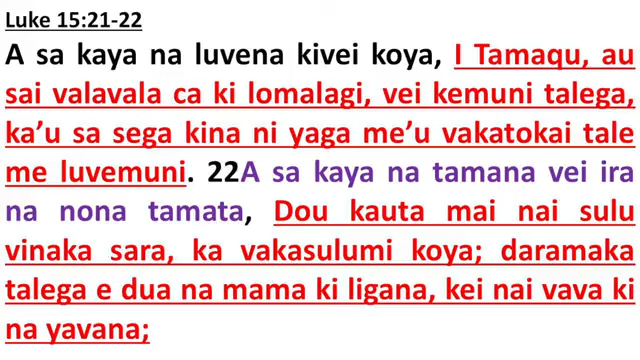 Luke 15:21-22
A sa kaya na luvena kivei koya, I Tamaqu, au
sai valavala ca ki lomalagi, vei kemuni talega,
ka’u sa sega kina ni yaga me’u vakatokai tale
me luvemuni. 22A sa kaya na tamana vei ira
na nona tamata, Dou kauta mai nai sulu
vinaka sara, ka vakasulumi koya; daramaka
talega e dua na mama ki ligana, kei nai vava ki
na yavana;